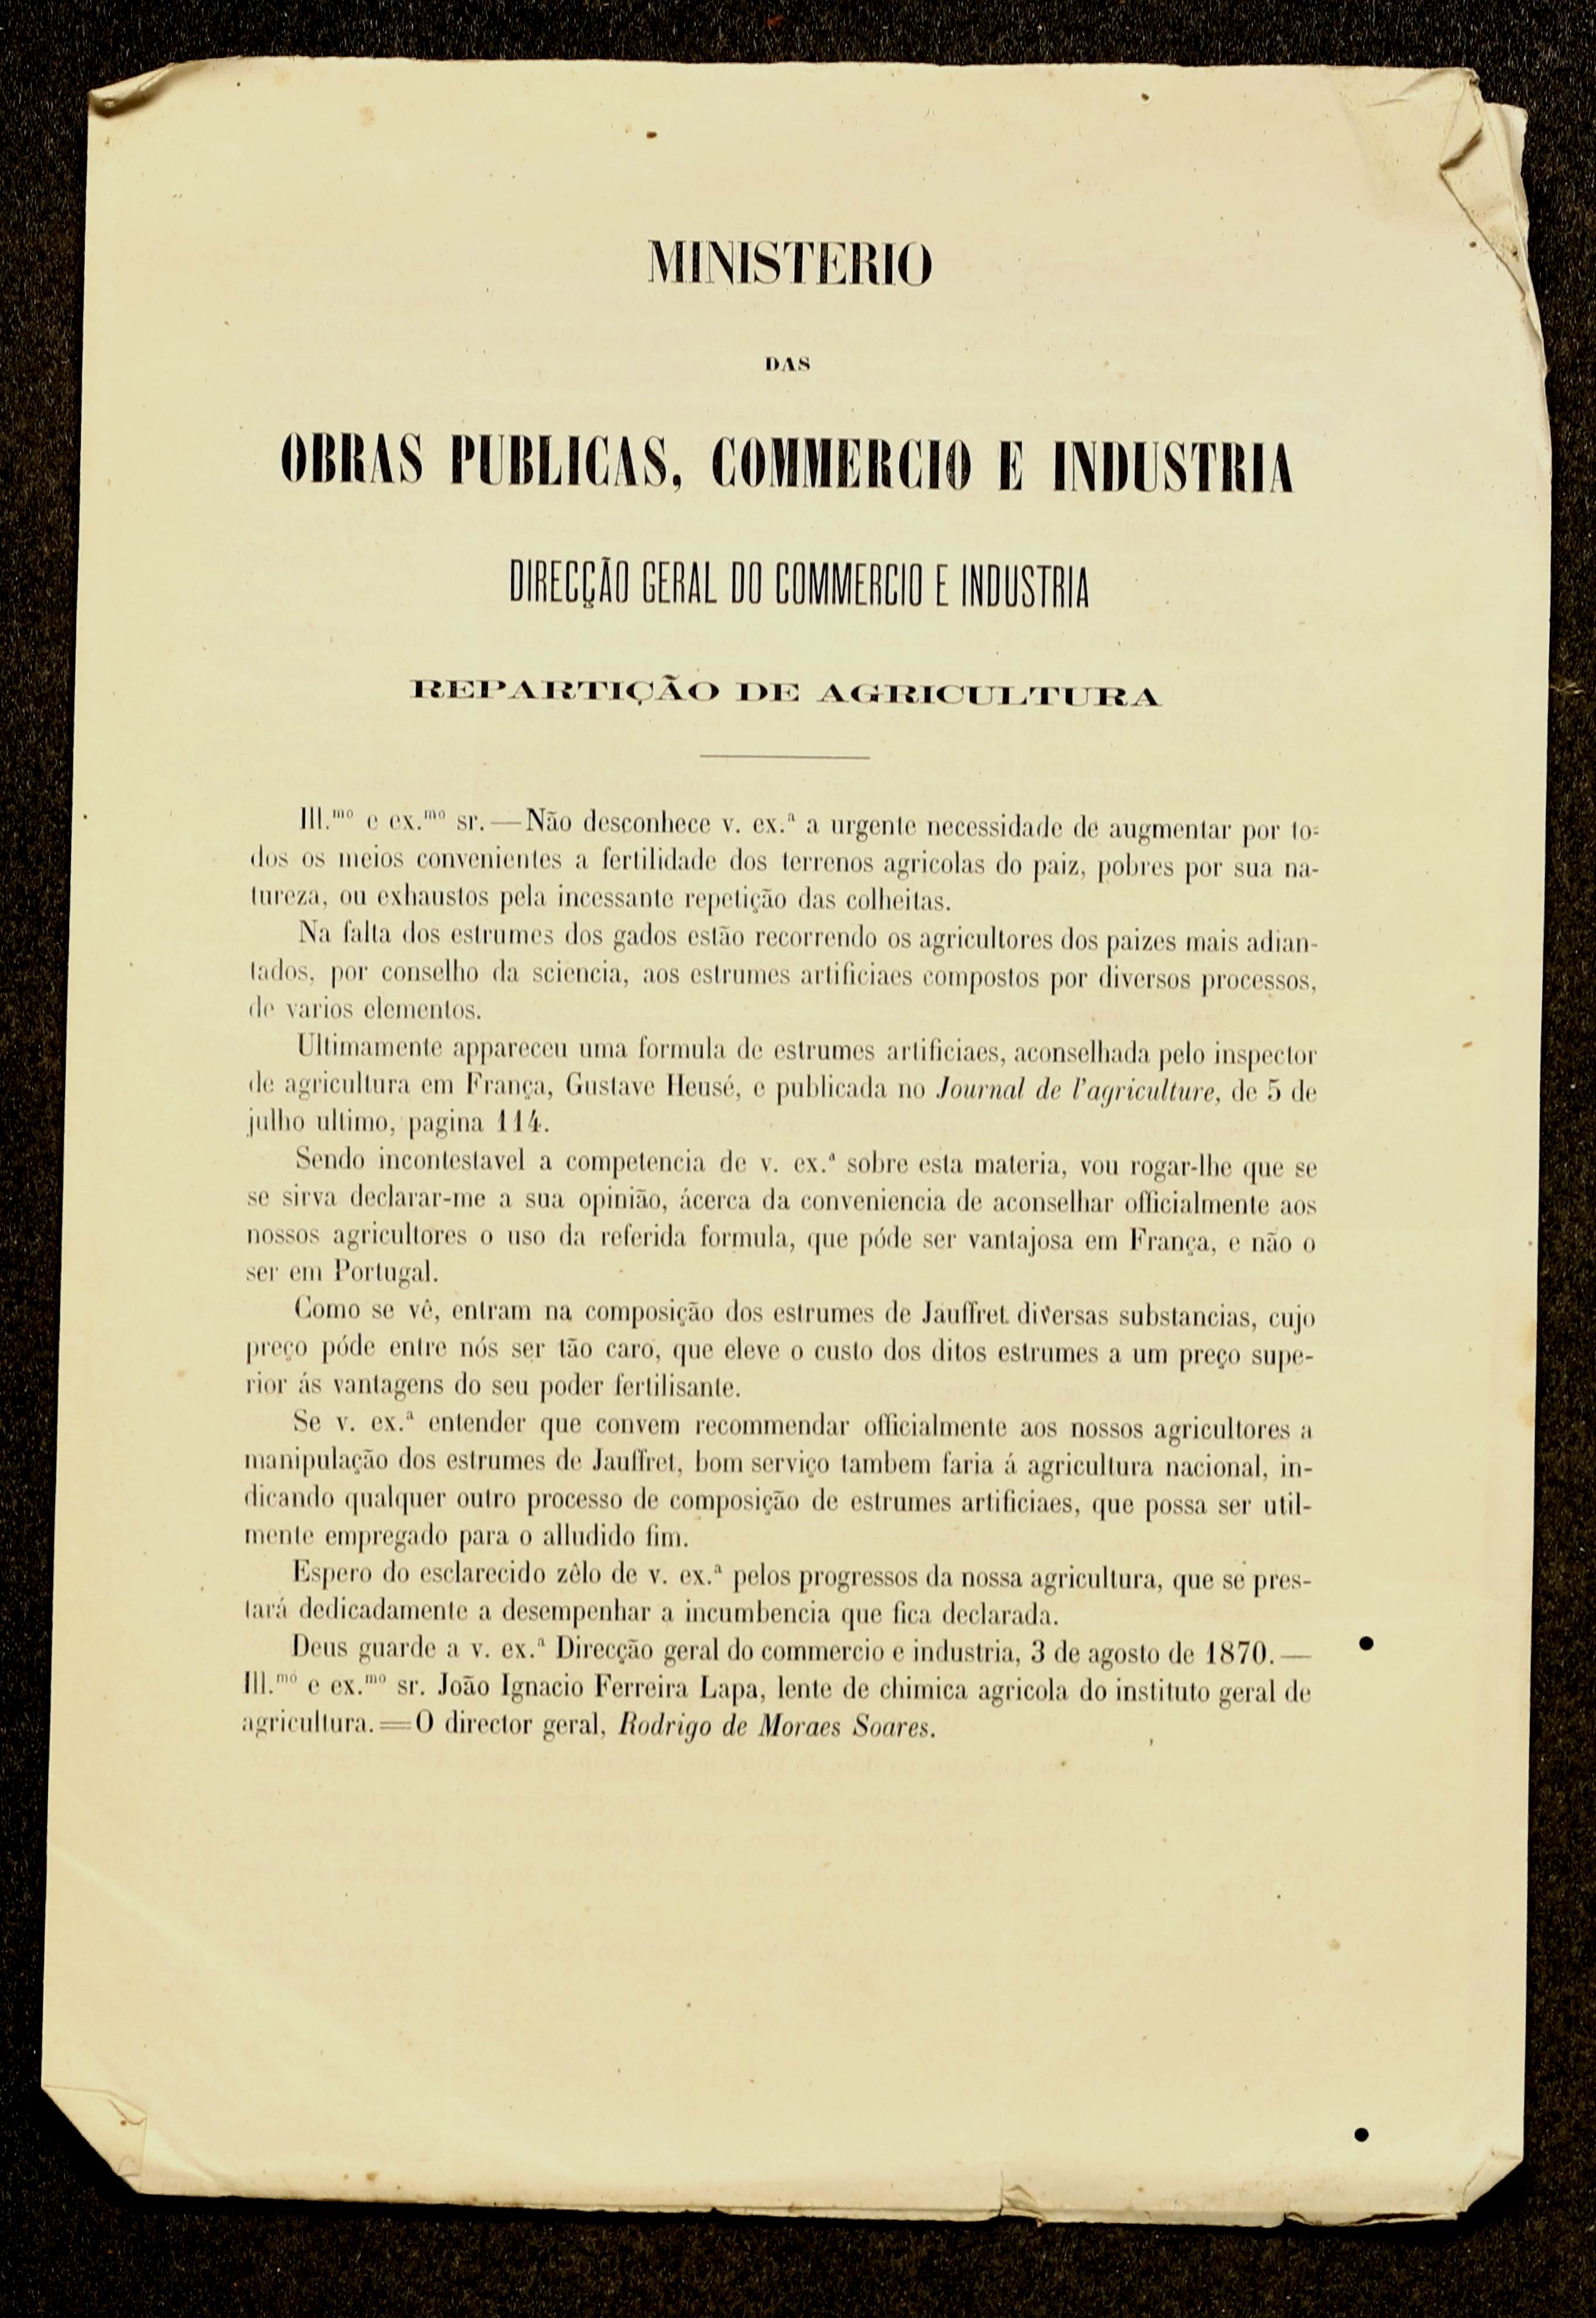 MINISTERIO
DAS
OBRAS PUBLICAS, COMMERCIO E INDUSTRIA
DIRECÇÃO GERAL DO COMMERCIO E INDUSTRIA
REPARTIÇÃO DE AGRICULTURA
Ill.ᵐᵒ e ex.ᵐᵒ sr.—Não desconhece v. ex.ª a urgente necessidade de augmentar por to-
dos os meios convenientes a fertilidade dos terrenos agricolas do paiz, pobres por sua na-
tureza, ou exhaustos pela incessante repetição das colheitas.
Na falta dos estrumes dos gados estão recorrendo os agricultores dos paizes mais adian-
tados, por conselho da sciencia, aos estrumes artificiaes compostos por diversos processos,
de varios elementos.
Ultimamente appareceu uma formula de estrumes artificiaes, aconselhada pelo inspector
de agricultura em França, Gustave Heusé, e publicada no Journal de l'agriculture, de 5 de
julho ultimo, pagina 114.
Sendo incontestavel a competencia de v. ex.ª sobre esta materia, vou rogar-lhe que se
se sirva declarar-me a sua opinião, ácerca da conveniencia de aconselhar officialmente aos
nossos agricultores o uso da referida formula, que póde ser vantajosa em França, e não o
ser em Portugal.
Como se vê, entram na composição dos estrumes de Jauffret diversas substancias, cujo
preço póde entre nós ser tão caro, que eleve o custo dos ditos estrumes a um preço supe-
rior ás vantagens do seu poder fertilisante.
Se v. ex.ª entender que convem recommendar officialmente aos nossos agricultores a
manipulação dos estrumes de Jauffret, bom serviço tambem faria á agricultura nacional, in-
dicando qualquer outro processo de composição de estrumes artificiaes, que possa ser util-
mente empregado para o alludido fim.
Espero do esclarecido zêlo de v. ex.ª pelos progressos da nossa agricultura, que se pres-
tará dedicadamente a desempenhar a incumbencia que fica declarada.
Deus guarde a v. ex.ª Direcção geral do commercio e industria, 3 de agosto de 1870.—
Ill.ᵐᵒ e ex.ᵐᵒ sr. João Ignacio Ferreira Lapa, lente de chimica agricola do instituto geral de
agricultura.=O director geral, Rodrigo de Moraes Soares.